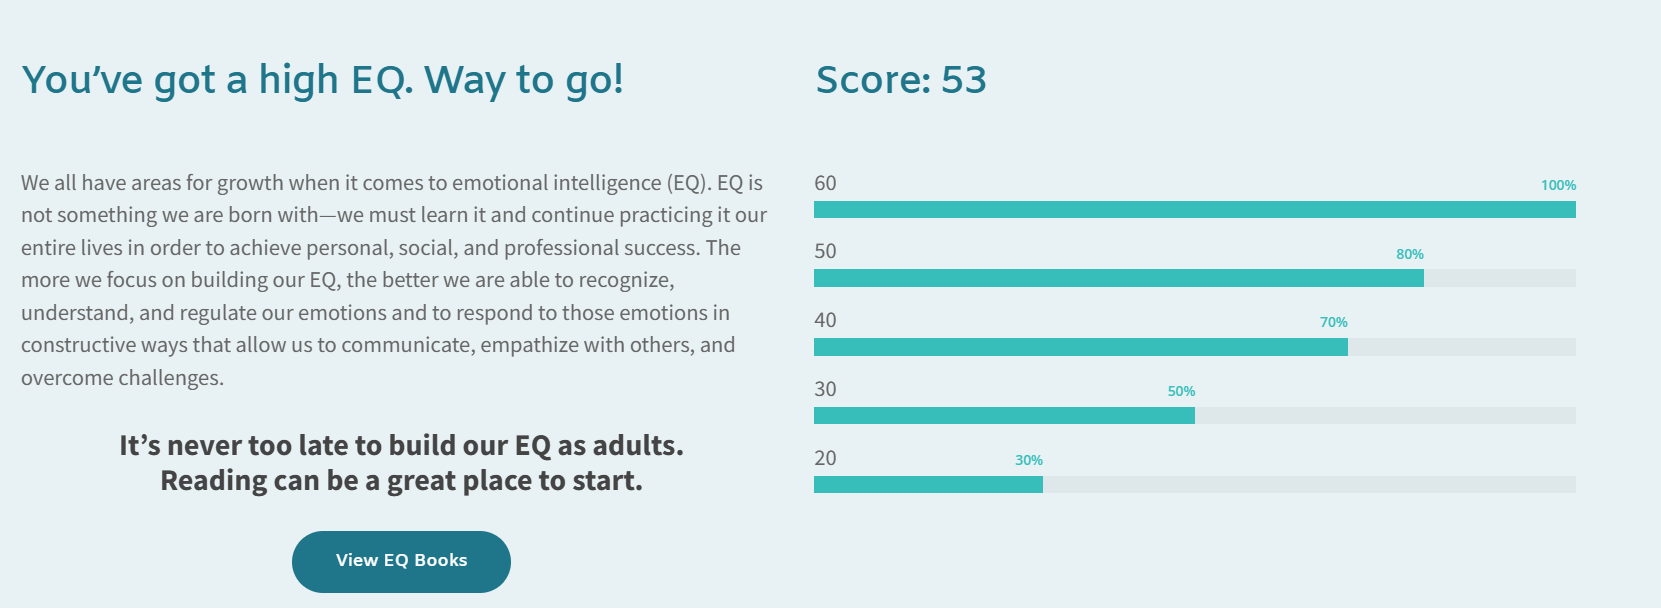 You’ve got a high EQ. Way to go!
We all have areas for growth when it comes to emotional intelligence (EQ). EQ is
not something we are born with—we must learn it and continue practicing it our
entire lives in order to achieve personal, social, and professional success. The
more we focus on building our EQ, the better we are able to recognize,
understand, and regulate our emotions and to respond to those emotions in
constructive ways that allow us to communicate, empathize with others, and
overcome challenges.
It’s never too late to build our EQ as adults.
Reading can be a great place to start.
View EQ Books
Score: 53
60 100%
50 80%
40 70%
30 50%
20 30%